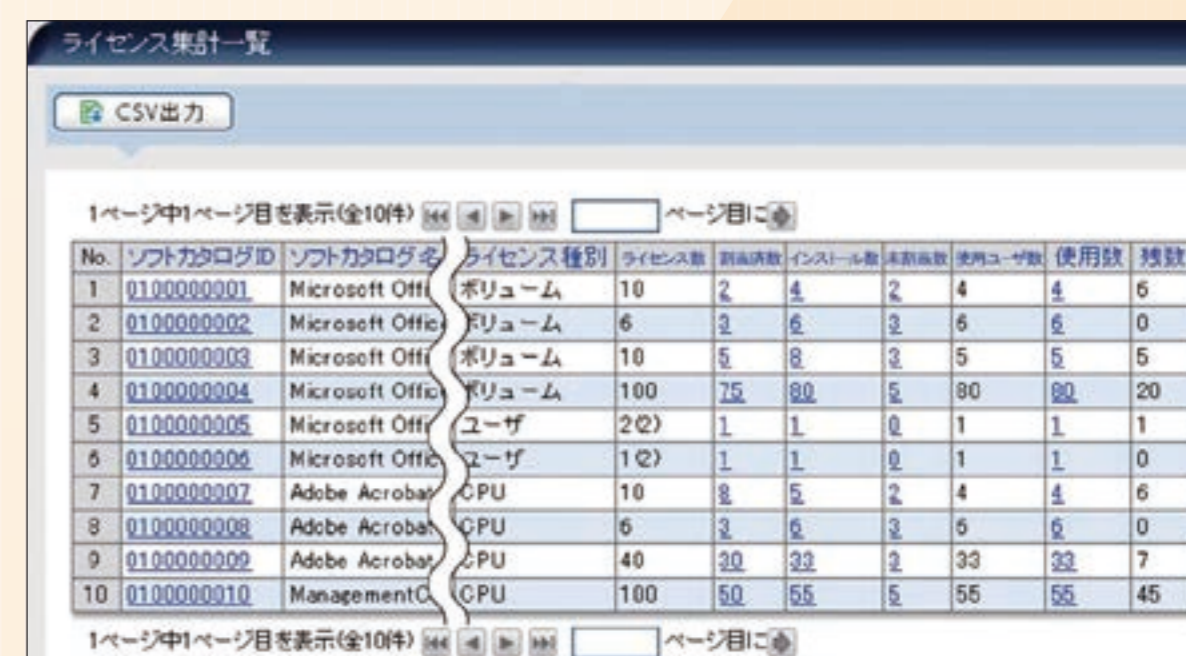 ライセンス集計一覧
CSV出力
1ページ中1ページ目を表示(全10件) ページ目に
No. ソフトカタログID ソフトカタログ名 ライセンス種別 ライセンス数 割当済数 インストール数 未割当数 使用ユーザ数 使用数 残数
1 0100000001 Microsoft Offi ボリューム 10 2 4 2 4 4 6
2 0100000002 Microsoft Office ボリューム 6 3 6 3 6 6 0
3 0100000003 Microsoft Offi ボリューム 10 5 8 3 5 5 5
4 0100000004 Microsoft Offic ボリューム 100 75 80 5 80 80 20
5 0100000005 Microsoft Offi ユーザ 2(2) 1 1 0 1 1 1
6 0100000006 Microsoft Offic ユーザ 1(2) 1 1 0 1 1 0
7 0100000007 Adobe Acrobat CPU 10 8 5 2 4 4 6
8 0100000008 Adobe Acrobat CPU 6 3 6 3 6 6 0
9 0100000009 Adobe Acrobat CPU 40 30 33 3 33 33 7
10 0100000010 ManagementC CPU 100 50 55 5 55 55 45
1ページ中1ページ目を表示(全10件) ページ目に